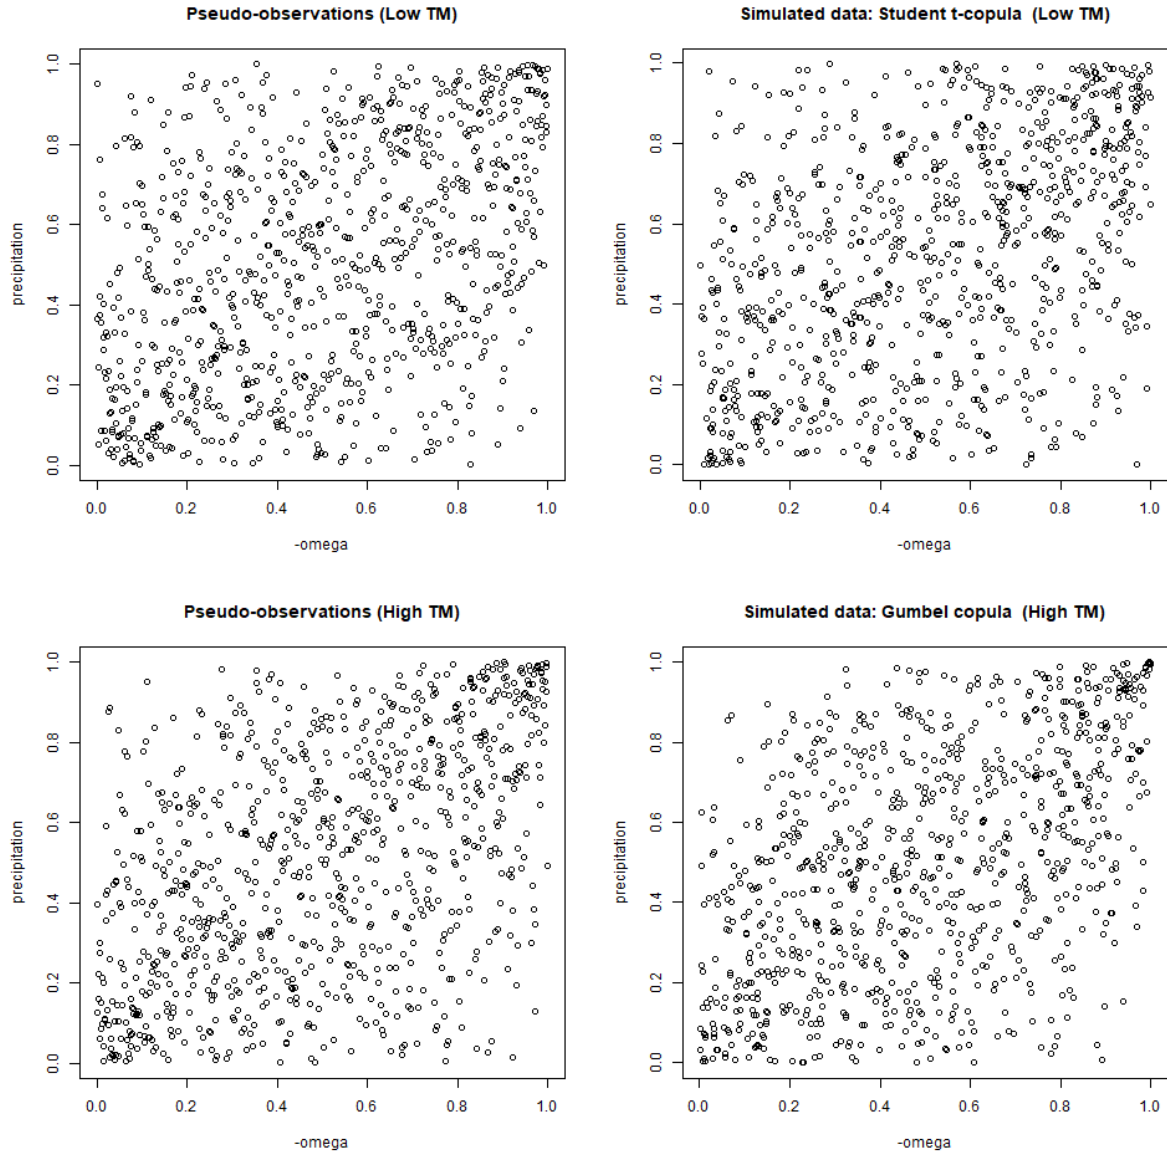 Pseudo-observations (Low TM)
1.0
0.8
0.6
0.4
0.2
0.0
precipitation
0.0 0.2 0.4 0.6 0.8 1.0
-omega
Simulated data: Student t-copula (Low TM)
1.0
0.8
0.6
0.4
0.2
0.0
precipitation
0.0 0.2 0.4 0.6 0.8 1.0
-omega
Pseudo-observations (High TM)
1.0
0.8
0.6
0.4
0.2
0.0
precipitation
0.0 0.2 0.4 0.6 0.8 1.0
-omega
Simulated data: Gumbel copula (High TM)
1.0
0.8
0.6
0.4
0.2
0.0
precipitation
0.0 0.2 0.4 0.6 0.8 1.0
-omega